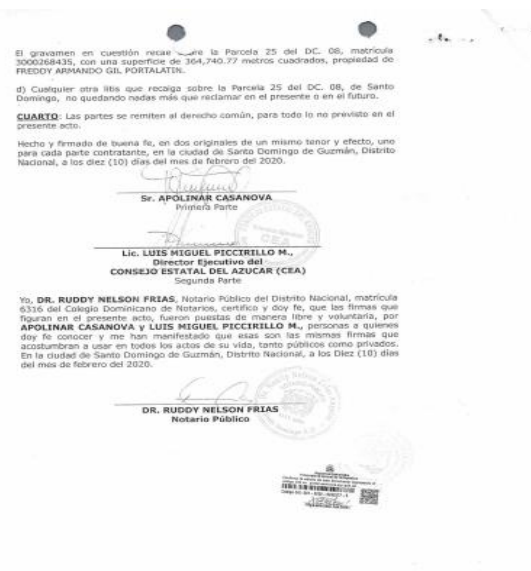 El gravamen en cuestión recae sobre la Parcela 25 del DC. 08, matrícula
3000268435, con una superficie de 364,740.77 metros cuadrados, propiedad de
FREDDY ARMANDO GIL PORTALATIN.
d) Cualquier otra litis que recaiga sobre la Parcela 25 del DC. 08, de Santo
Domingo, no quedando nadas más que reclamar en el presente o en el futuro.
CUARTO: Las partes se remiten al derecho común, para todo lo no previsto en el
presente acto.
Hecho y firmado de buena fe, en dos originales de un mismo tenor y efecto, uno
para cada parte contratante, en la ciudad de Santo Domingo de Guzmán, Distrito
Nacional, a los diez (10) días del mes de febrero del 2020.
Sr. APOLINAR CASANOVA
Primera Parte
CEA
Lic. LUIS MIGUEL PICCIRILLO M.,
Director Ejecutivo del
CONSEJO ESTATAL DEL AZUCAR (CEA)
Segunda Parte
Yo, DR. RUDDY NELSON FRIAS, Notario Público del Distrito Nacional, matrícula
6316 del Colegio Dominicano de Notarios, certifico y doy fe, que las firmas que
figuran en el presente acto, fueron puestas de manera libre y voluntaria, por
APOLINAR CASANOVA y LUIS MIGUEL PICCIRILLO M., personas a quienes
doy fe conocer y me han manifestado que esas son las mismas firmas que
acostumbran a usar en todos los actos de su vida, tanto públicos como privados.
En la ciudad de Santo Domingo de Guzmán, Distrito Nacional, a los Diez (10) días
del mes de febrero del 2020.
DR. RUDDY NELSON FRIAS
Notario Público